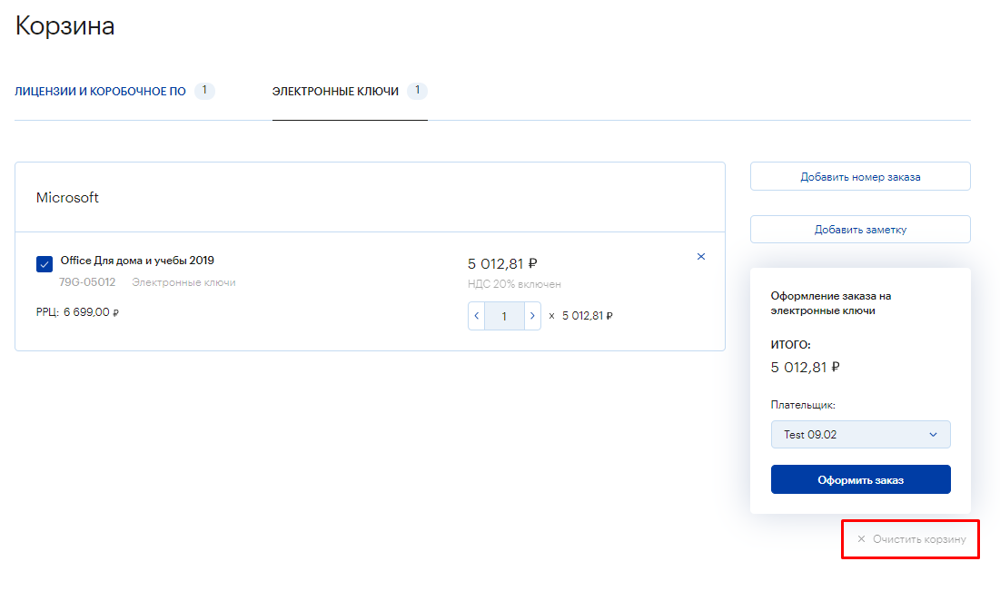 Корзина
ЛИЦЕНЗИИ И КОРОБОЧНОЕ ПО 1
ЭЛЕКТРОННЫЕ КЛЮЧИ 1
Microsoft
Office Для дома и учебы 2019
79G-05012 Электронные ключи
РРЦ: 6 699,00 ₽
5 012,81 ₽
НДС 20% включен
1 x 5 012,81 ₽
Добавить номер заказа
Добавить заметку
Оформление заказа на
электронные ключи
ИТОГО:
5 012,81 ₽
Плательщик:
Test 09.02
Оформить заказ
Очистить корзину